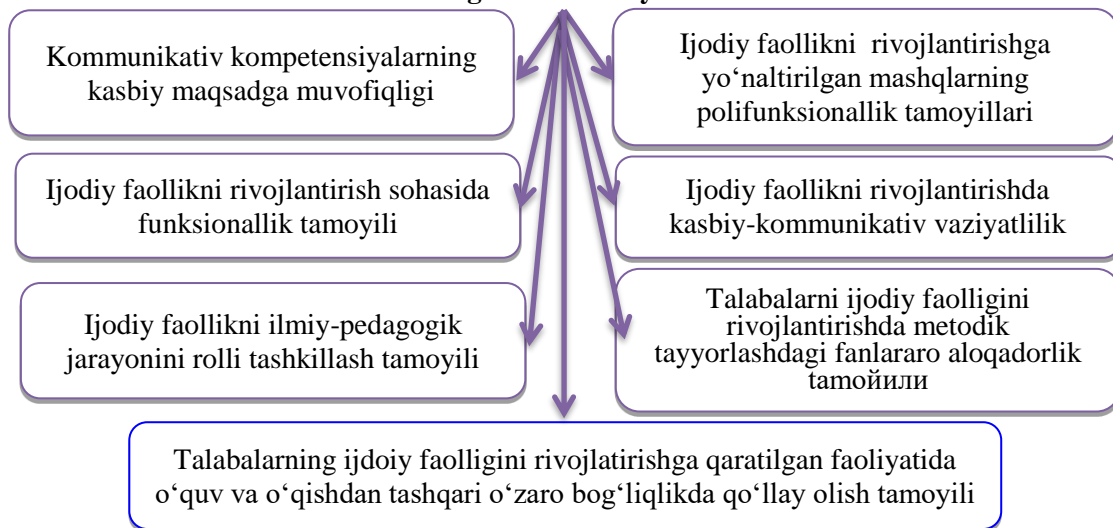 Kommunikativ kompetensiyalarning
kasbiy maqsadga muvofiqligi
Ijodiy faollikni rivojlantirishga
yo‘naltirilgan mashqlarning
polifunksionallik tamoyillari
Ijodiy faollikni rivojlantirish sohasida
funksionallik tamoyili
Ijodiy faollikni rivojlantirishda
kasbiy-kommunikativ vaziyatlilik
Ijodiy faollikni ilmiy-pedagogik
jarayonini rolli tashkillash tamoyili
Talabalarni ijodiy faolligini
rivojlantirishda metodik
tayyorlashdagi fanlararo aloqadorlik
tamoйили
Talabalarning ijdoiy faolligini rivojlatirishga qaratilgan faoliyatida
o‘quv va o‘qishdan tashqari o‘zaro bog‘liqlikda qo‘llay olish tamoyili